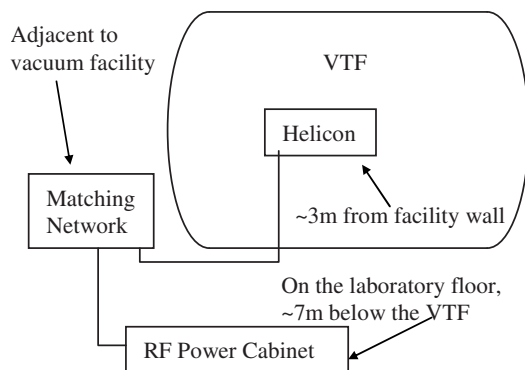 Adjacent to
vacuum facility
VTF
Helicon
Matching
Network
~3m from facility wall
On the laboratory floor,
~7m below the VTF
RF Power Cabinet